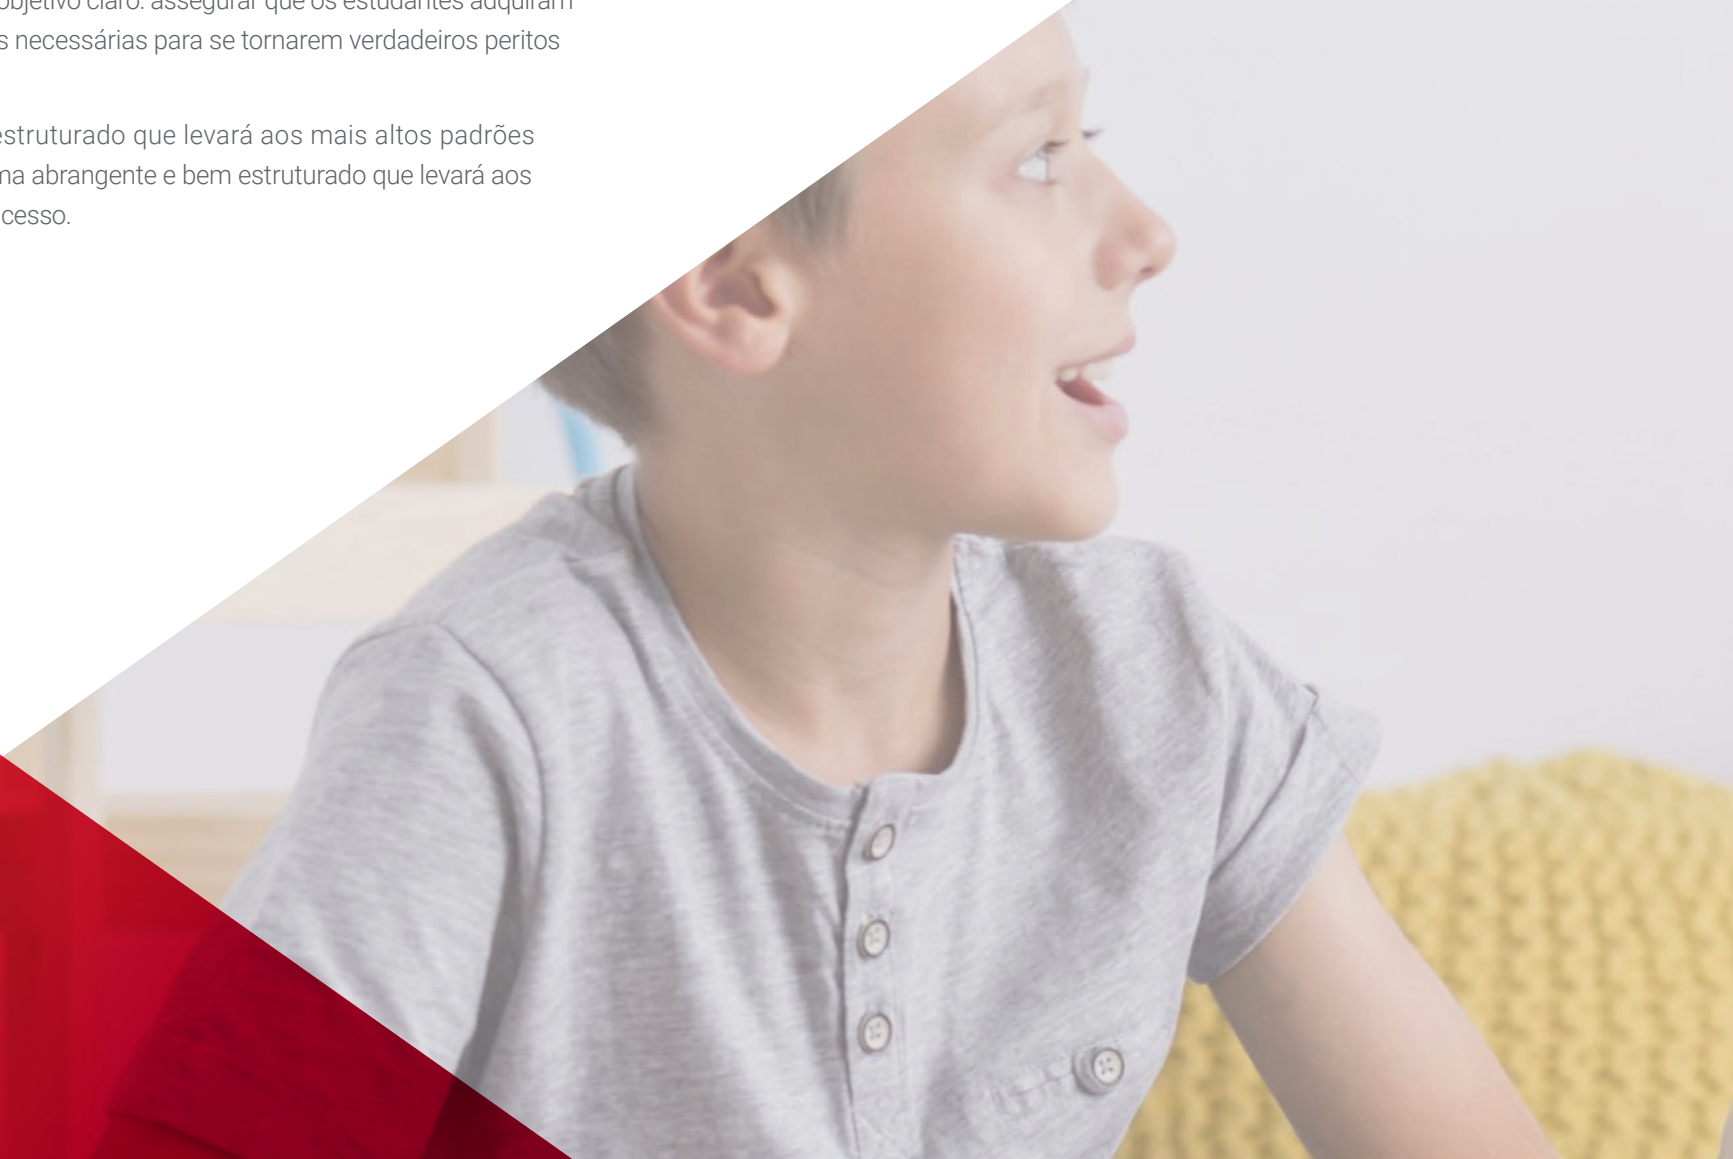 objetivo claro: assegurar que os estudantes adquiram
s necessárias para se tornarem verdadeiros peritos
estruturado que levará aos mais altos padrões
ma abrangente e bem estruturado que levará aos
cesso.